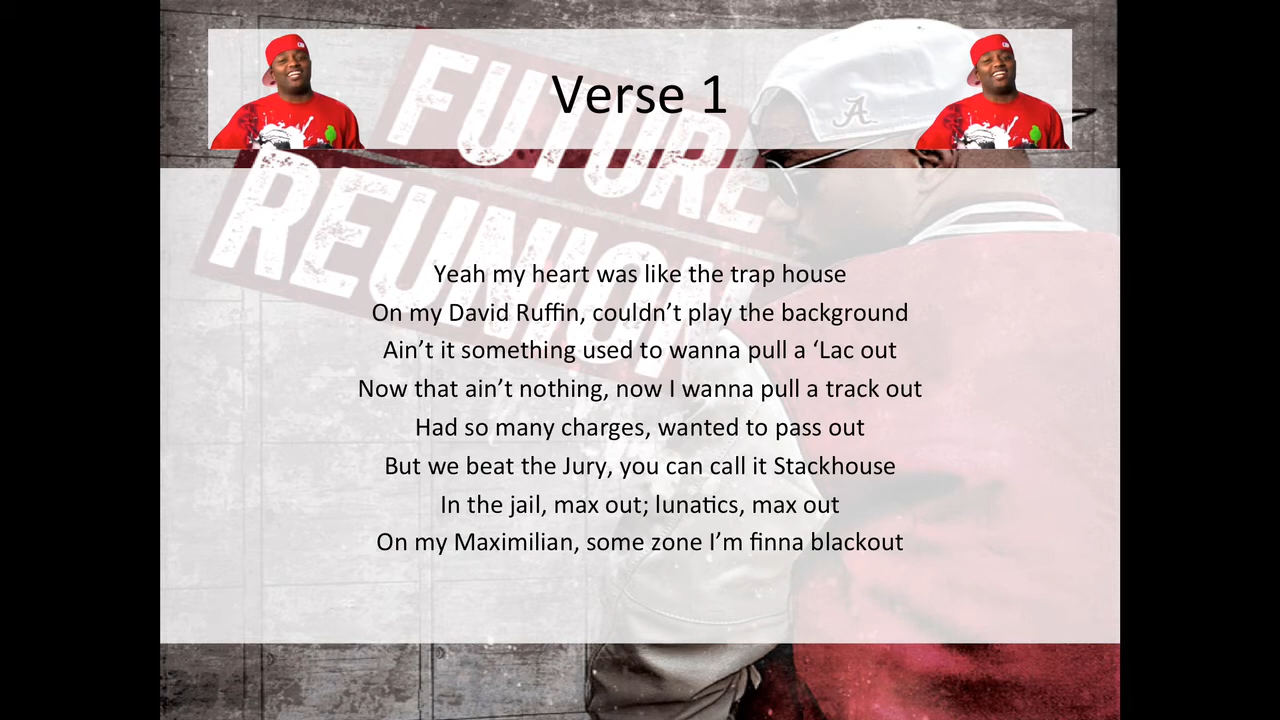 FUTURE
REUNION
Verse 1
Yeah my heart was like the trap house
On my David Ruffin, couldn’t play the background
Ain’t it something used to wanna pull a ‘Lac out
Now that ain’t nothing, now I wanna pull a track out
Had so many charges, wanted to pass out
But we beat the Jury, you can call it Stackhouse
In the jail, max out; lunatics, max out
On my Maximilian, some zone I’m finna blackout